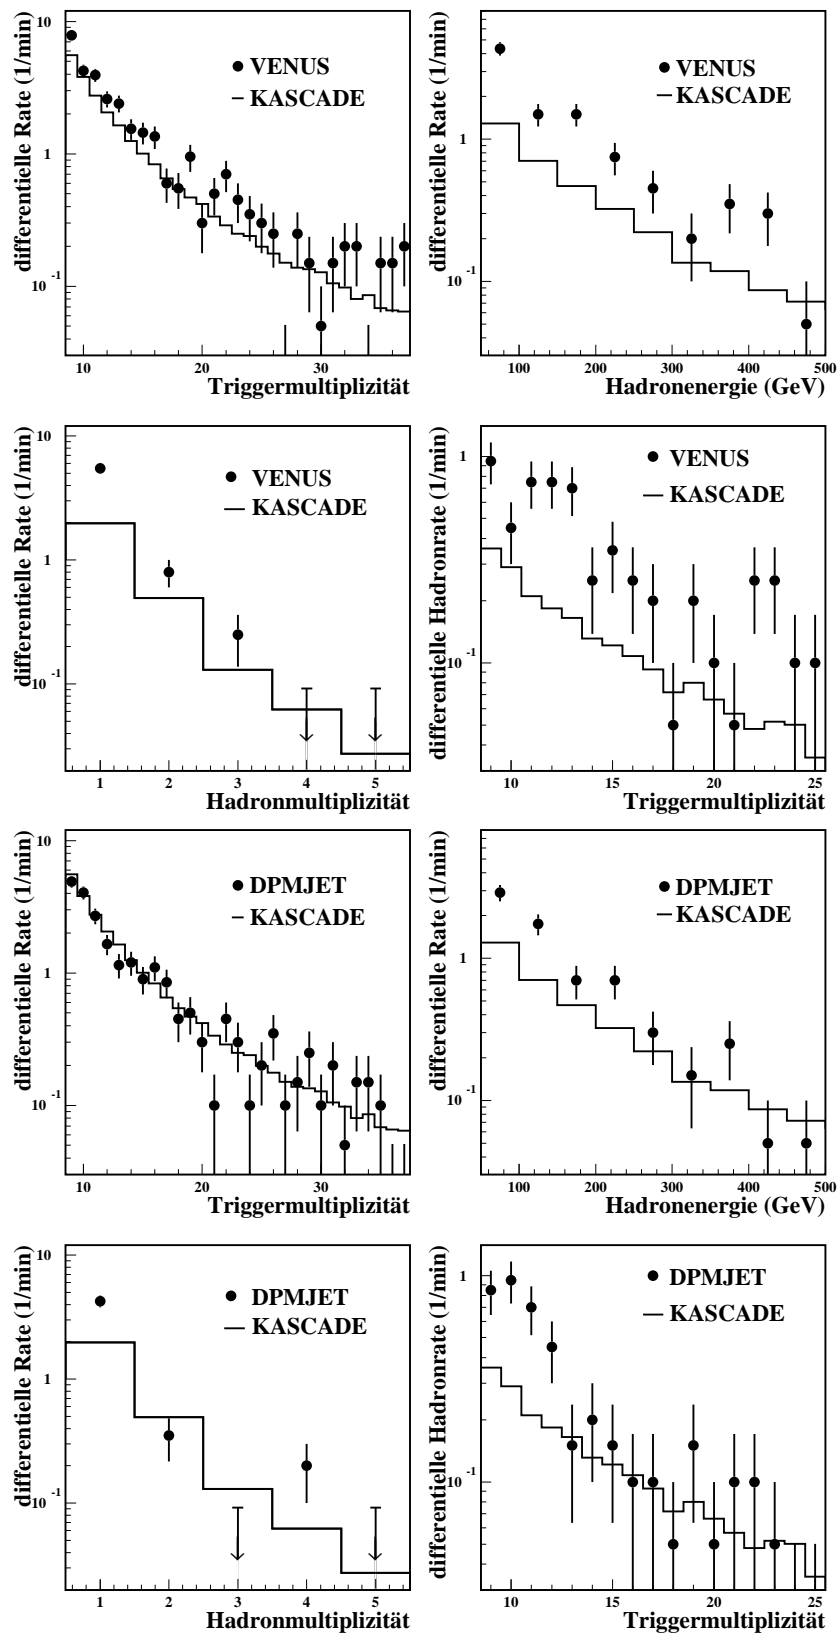 differentielle Rate (1/min)
10
1
10 -1
VENUS
KASCADE
10 20 30
Triggermultiplizität
differentielle Rate (1/min)
1
10 -1
VENUS
KASCADE
100 200 300 400 500
Hadronenergie (GeV)
differentielle Rate (1/min)
10
1
10 -1
VENUS
KASCADE
1 2 3 4 5
Hadronmultiplizität
differentielle Hadronrate (1/min)
1
10 -1
VENUS
KASCADE
10 15 20 25
Triggermultiplizität
differentielle Rate (1/min)
10
1
10 -1
DPMJET
KASCADE
10 20 30
Triggermultiplizität
differentielle Rate (1/min)
1
10 -1
DPMJET
KASCADE
100 200 300 400 500
Hadronenergie (GeV)
differentielle Rate (1/min)
10
1
10 -1
DPMJET
KASCADE
1 2 3 4 5
Hadronmultiplizität
differentielle Hadronrate (1/min)
1
10 -1
DPMJET
KASCADE
10 15 20 25
Triggermultiplizität